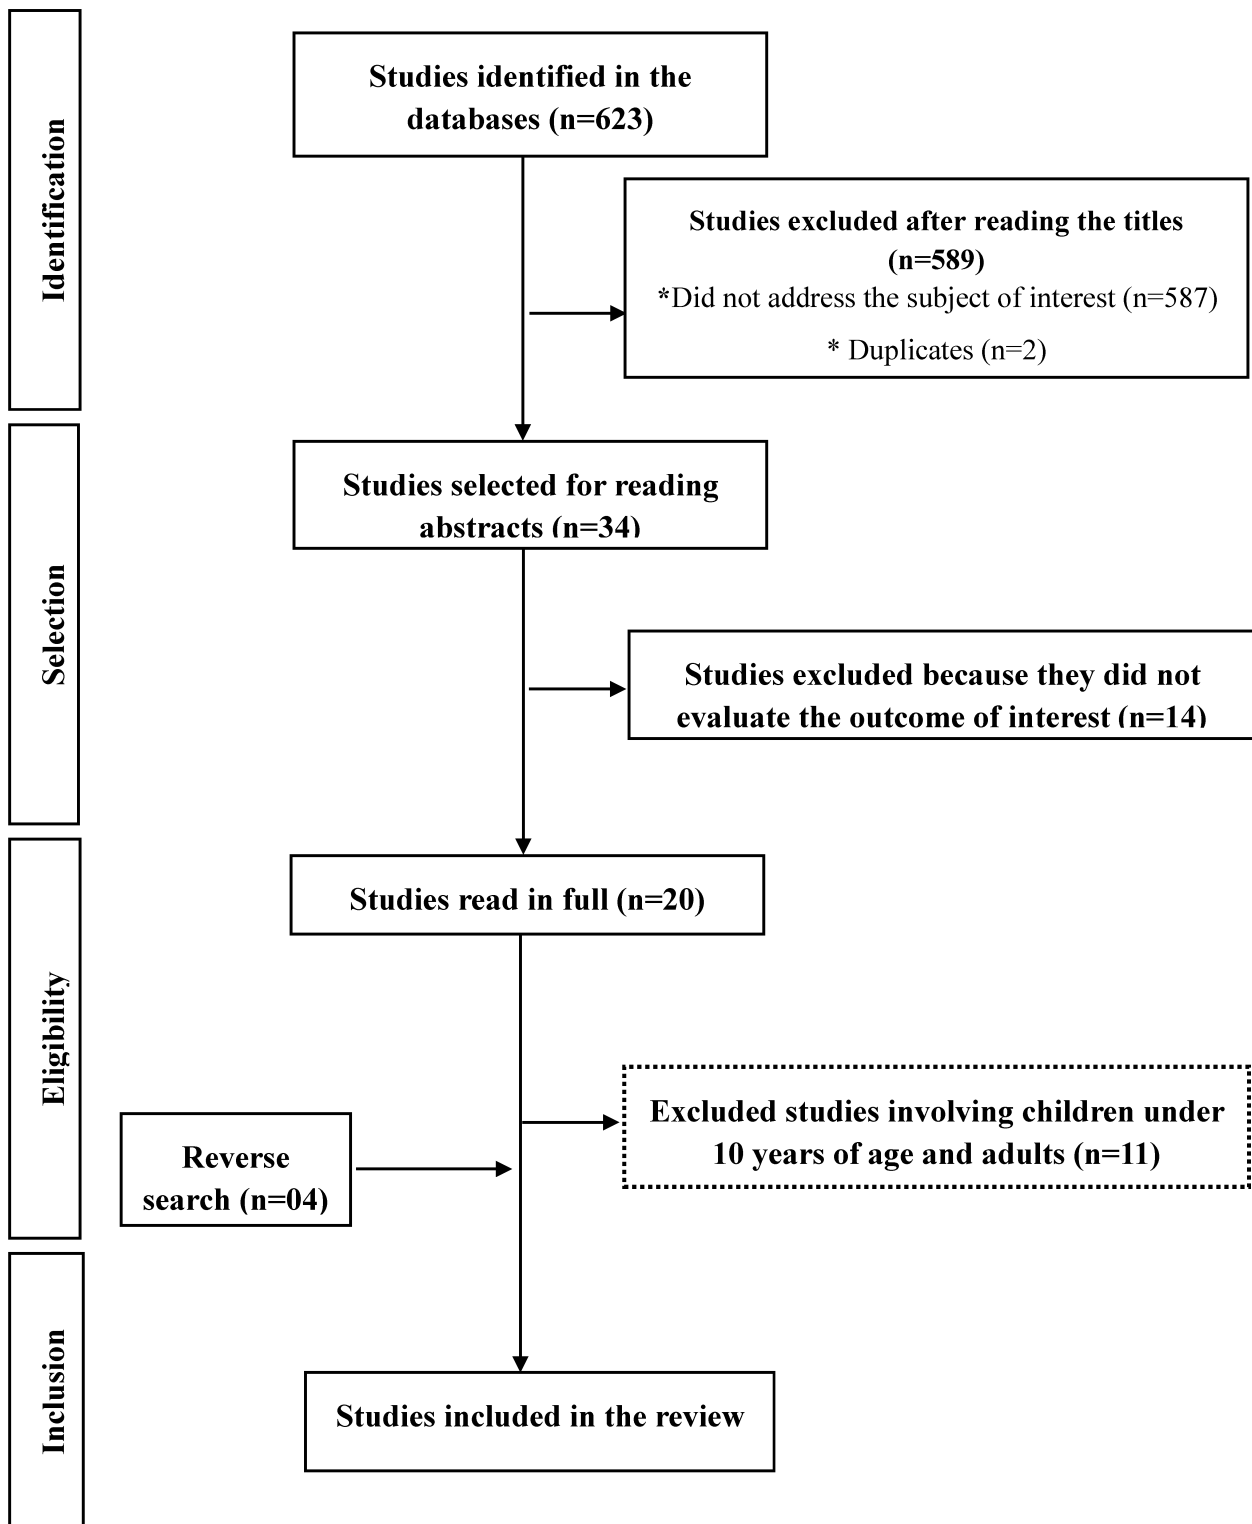 Identification
Studies identified in the
databases (n=623)
Studies excluded after reading the titles
(n=589)
*Did not address the subject of interest (n=587)
* Duplicates (n=2)
Selection
Studies selected for reading
abstracts (n=34)
Studies excluded because they did not
evaluate the outcome of interest (n=14)
Eligibility
Studies read in full (n=20)
Excluded studies involving children under
10 years of age and adults (n=11)
Reverse
search (n=04)
Inclusion
Studies included in the review